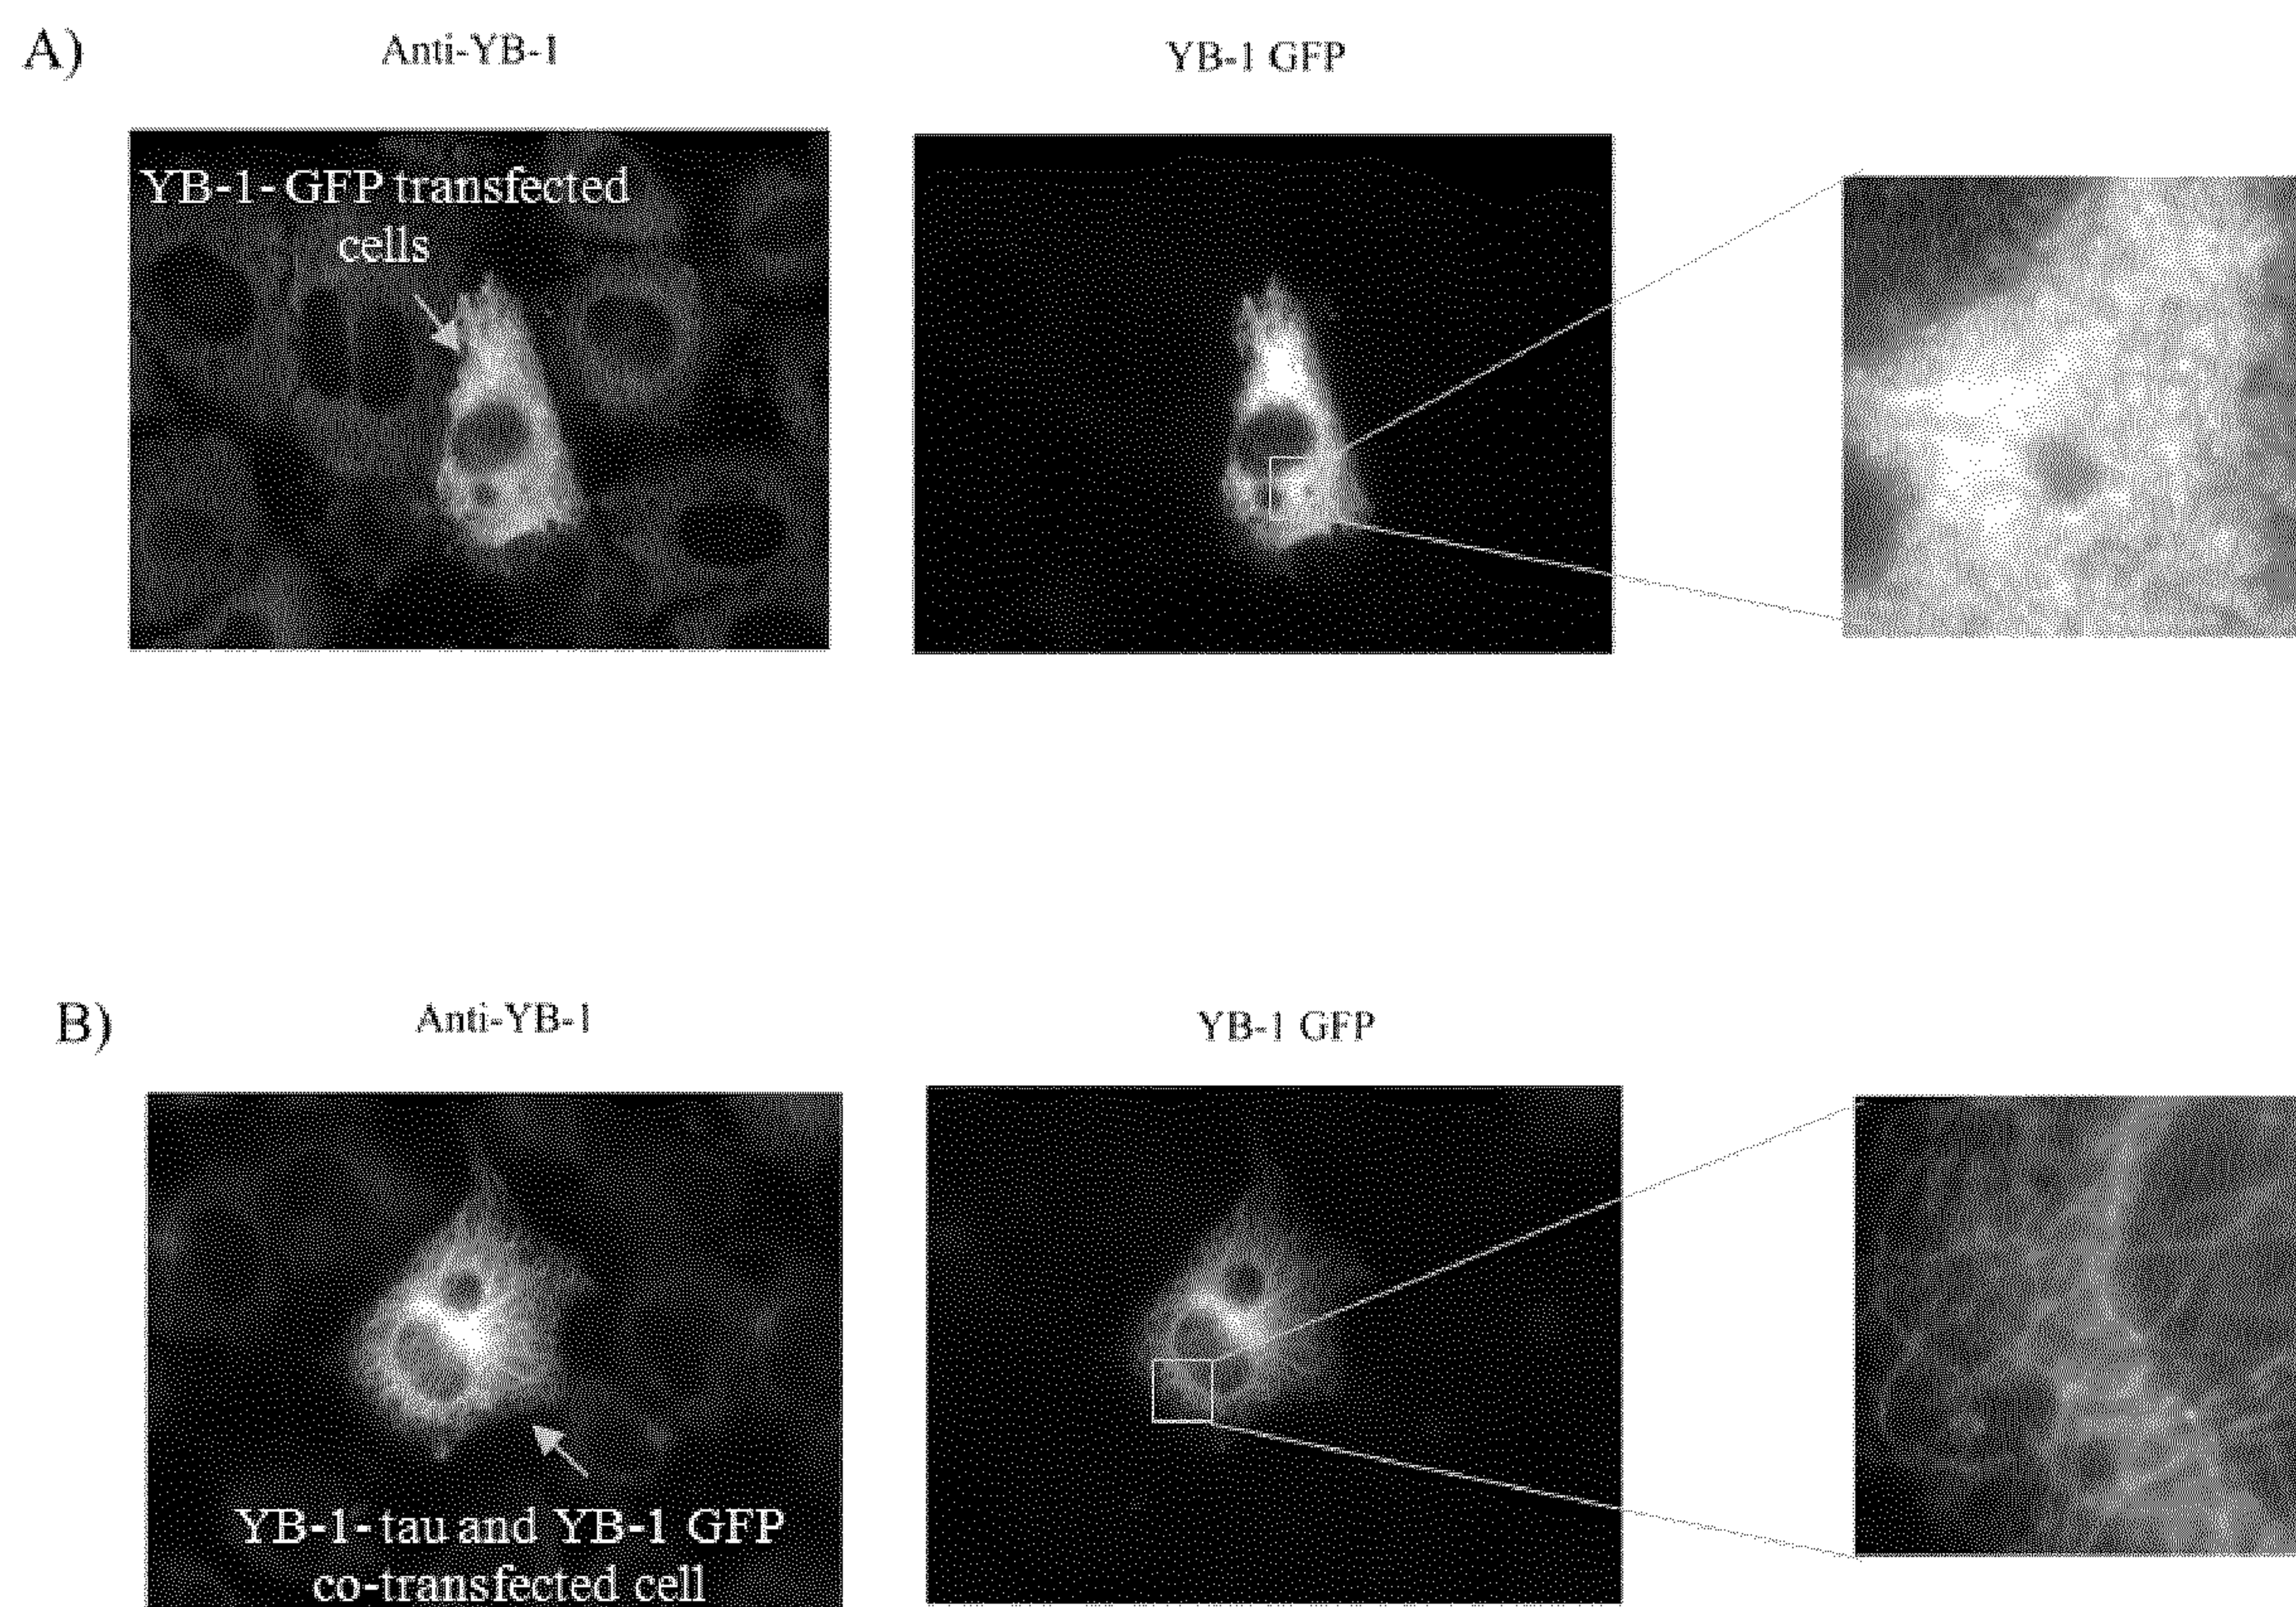 A)
Anti-YB-1
YB-1 GFP
YB-1- GFP transfected
cells
B)
Anti-YB-1
YB-1 GFP
YB-1- tau and YB-1 GFP
co-transfected cell